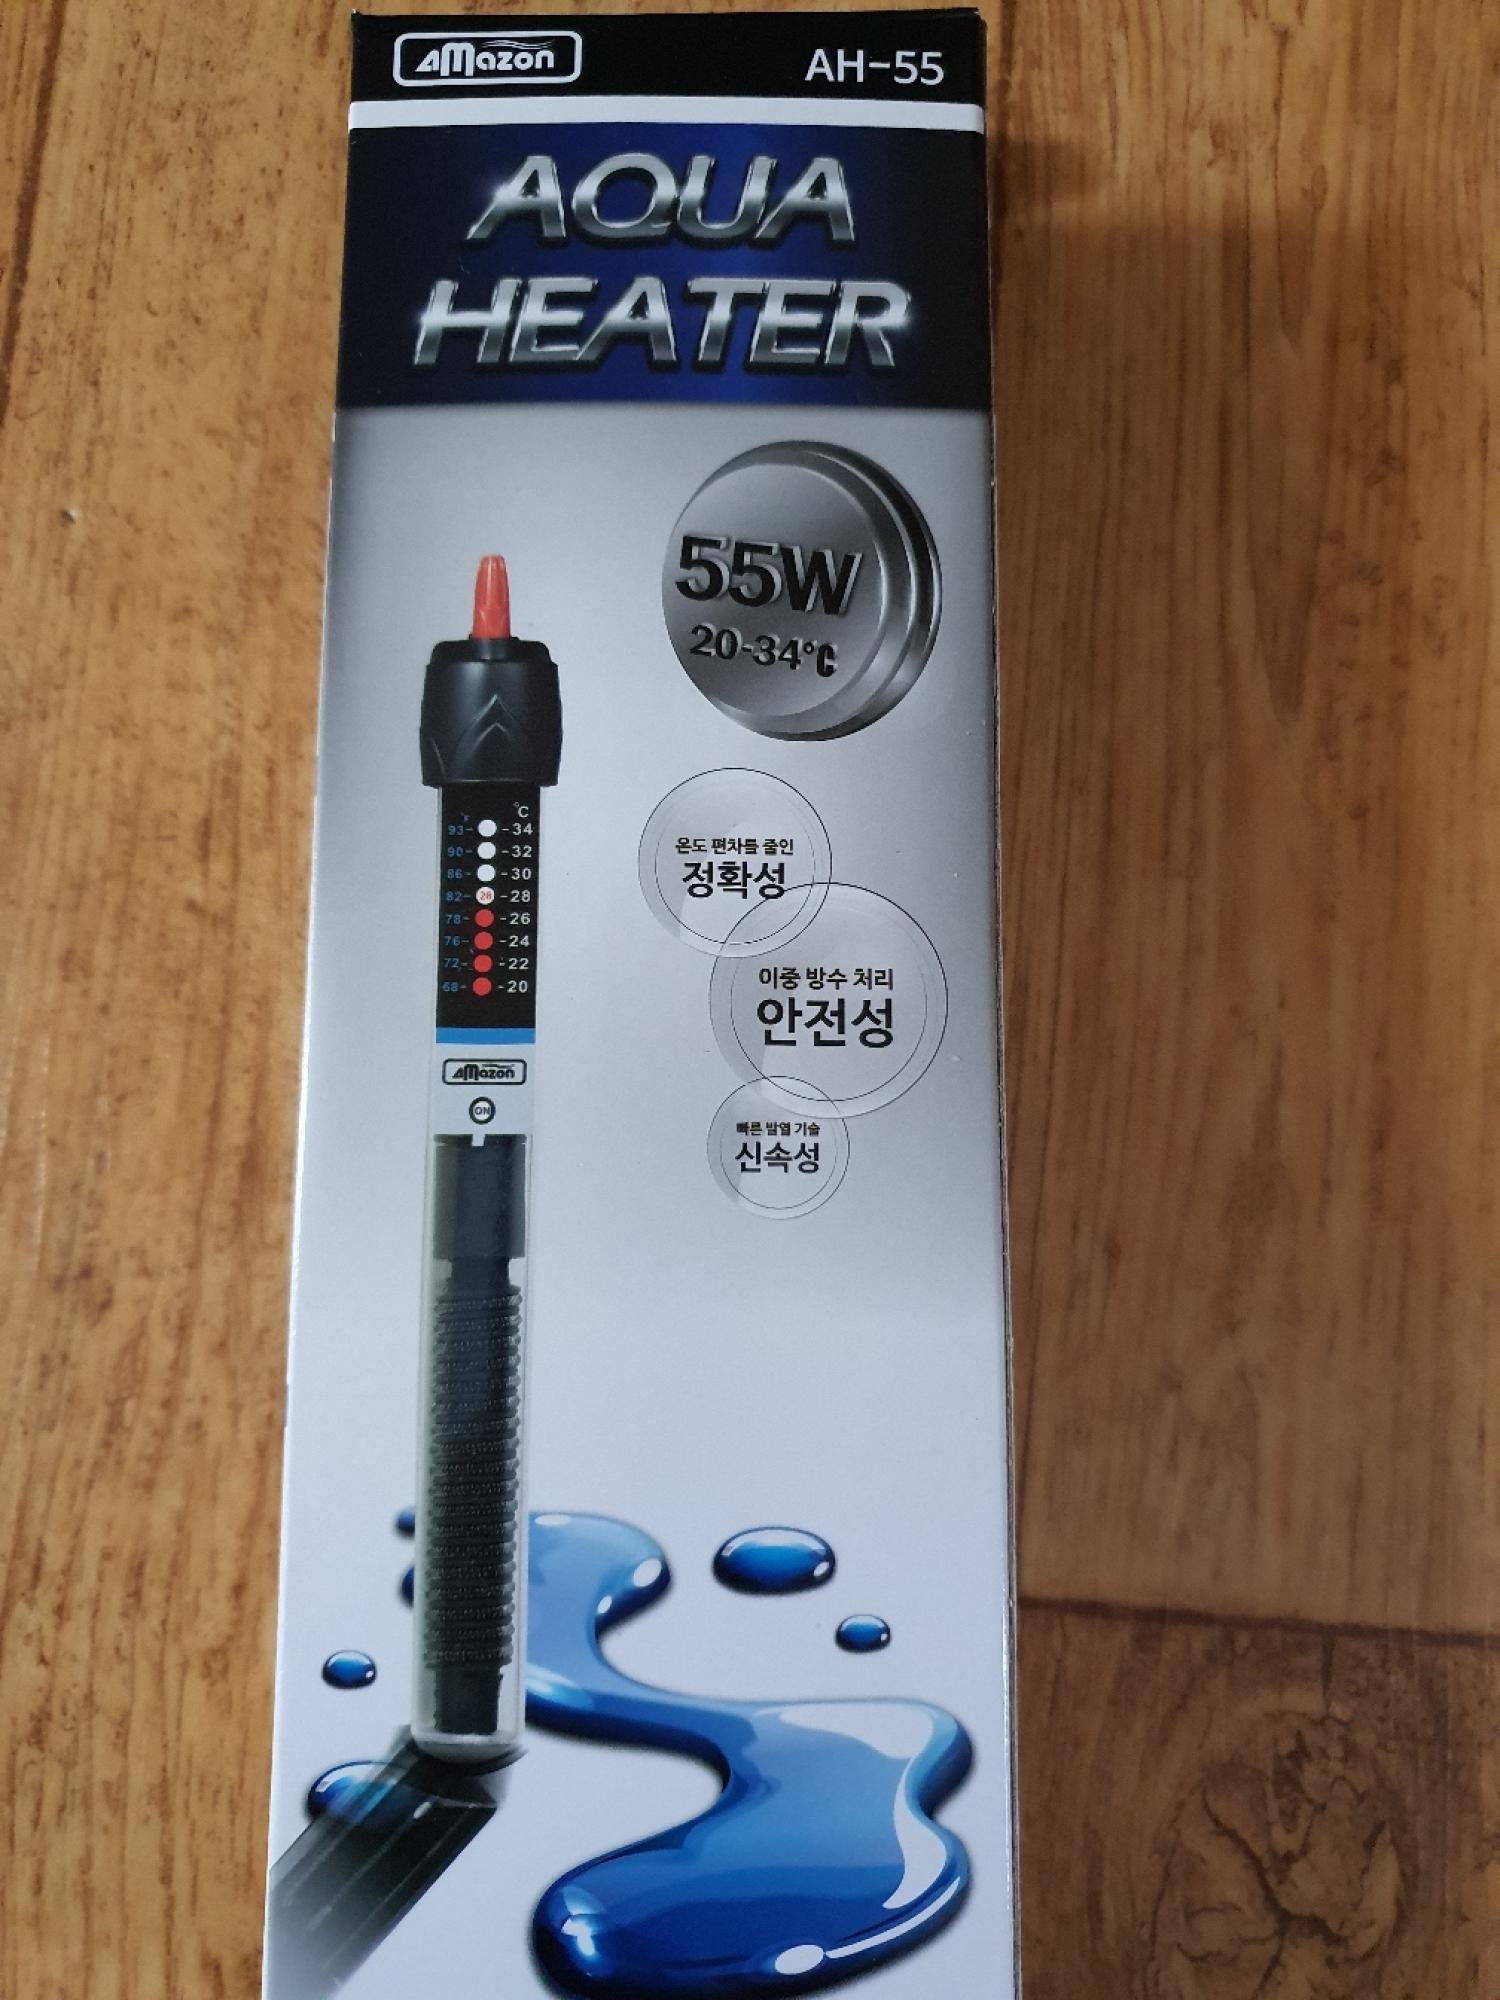 AMazon
AH-55
AQUA
HEATER
55W
20-34℃
온도 편차를 줄인
정확성
이중 방수 처리
안전성
빠른 발열 기술
신속성
°F °C
93- -34
90- -32
86- -30
82- 28 -28
78- -26
76- -24
72- -22
68- -20
AMazon
ON